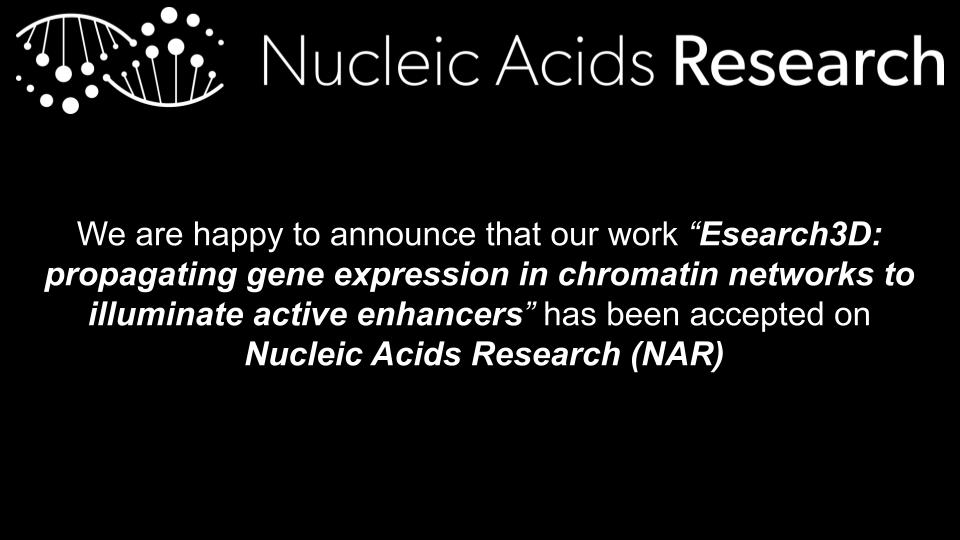 Nucleic Acids Research
We are happy to announce that our work “Esearch3D:
propagating gene expression in chromatin networks to
illuminate active enhancers” has been accepted on
Nucleic Acids Research (NAR)